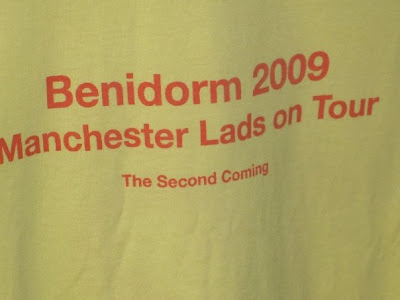 Benidorm 2009
Manchester Lads on Tour
The Second Coming